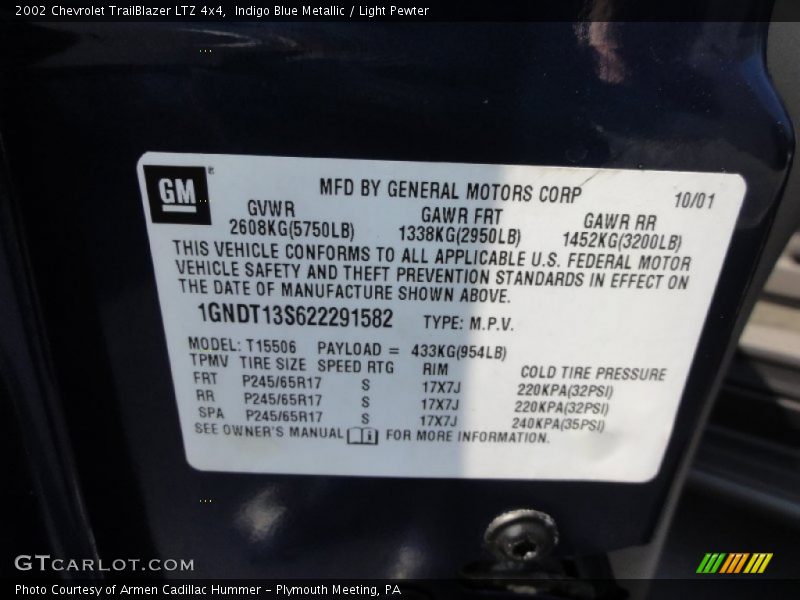 2002 Chevrolet TrailBlazer LTZ 4x4, Indigo Blue Metallic / Light Pewter
GM
MFD BY GENERAL MOTORS CORP 10/01
GVWR GAWR FRT GAWR RR
2608KG(5750LB) 1338KG(2950LB) 1452KG(3200LB)
THIS VEHICLE CONFORMS TO ALL APPLICABLE U.S. FEDERAL MOTOR
VEHICLE SAFETY AND THEFT PREVENTION STANDARDS IN EFFECT ON
THE DATE OF MANUFACTURE SHOWN ABOVE.
1GNDT13S622291582 TYPE: M.P.V.
MODEL: T15506 PAYLOAD = 433KG(954LB)
TPMV TIRE SIZE SPEED RTG RIM COLD TIRE PRESSURE
FRT P245/65R17 S 17X7J 220KPA(32PSI)
RR P245/65R17 S 17X7J 220KPA(32PSI)
SPA P245/65R17 S 17X7J 240KPA(35PSI)
SEE OWNER'S MANUAL FOR MORE INFORMATION.
GTCARLOT.COM
Photo Courtesy of Armen Cadillac Hummer - Plymouth Meeting, PA